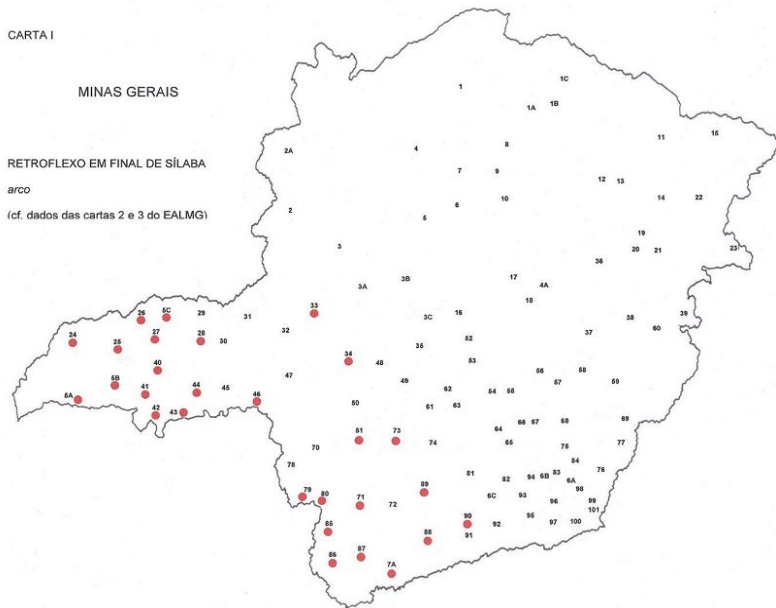 CARTA I
MINAS GERAIS
RETROFLEXO EM FINAL DE SÍLABA
arco
(cf. dados das cartas 2 e 3 do EALMG)
1C
1
1A 1B
11 15
2A 4 8
7 9
12 13
6 10 14 22
2 5
19
3 20 21 23
36
3A 3B 17 4A
18
33 3C 16 38 39
26 5C 29 31
24 27 28 30 32 52 37 60
25 35
34 48 53
40 47 49 56 58
5B 57 59
5A 41 44 45 46 62 54 55
42 43 50 61 63
51 73 64 66 67 68 69
70 74 65 75 77
78 84
81 82 94 6B 83 76
79 80 71 89 6A
72 6C 93 96 98 99
85 90 95 101
88 91 92 97 100
86 87
7A